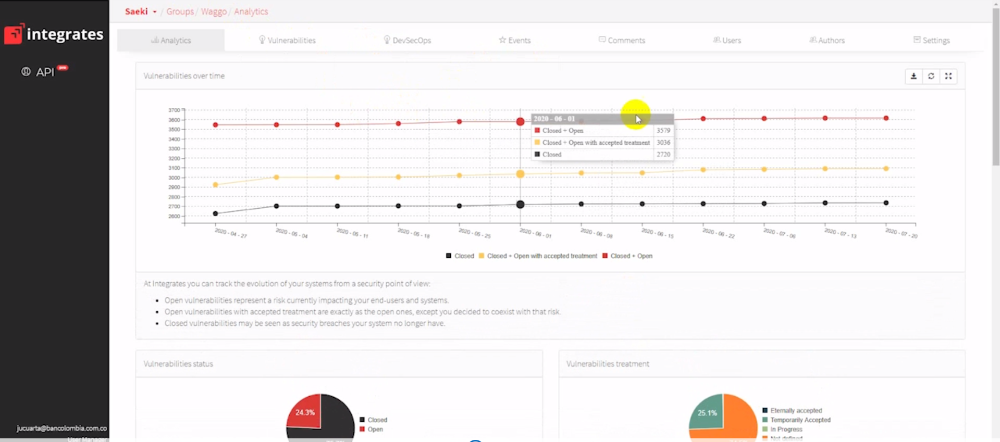 Saeki / Groups / Waggo / Analytics
integrates
API pro
Analytics Vulnerabilities DevSecOps Events Comments Users Authors Settings
Vulnerabilities over time
3700
3600
3500
3400
3300
3200
3100
3000
2900
2800
2700
2600
2020 - 06 - 01
Closed + Open 3579
Closed + Open with accepted treatment 3036
Closed 2720
2020 - 04 - 27 2020 - 05 - 04 2020 - 05 - 11 2020 - 05 - 18 2020 - 05 - 25 2020 - 06 - 01 2020 - 06 - 08 2020 - 06 - 15 2020 - 06 - 22 2020 - 07 - 06 2020 - 07 - 13 2020 - 07 - 20
Closed Closed + Open with accepted treatment Closed + Open
At Integrates you can track the evolution of your systems from a security point of view:
• Open vulnerabilities represent a risk currently impacting your end-users and systems.
• Open vulnerabilities with accepted treatment are exactly as the open ones, except you decided to coexist with that risk.
• Closed vulnerabilities may be seen as security breaches your system no longer have.
Vulnerabilities status
24.3%
Closed
Open
Vulnerabilities treatment
25.1%
Eternally accepted
Temporarily Accepted
In Progress
Not defined
jucuarta@bancolombia.com.co
User Manager